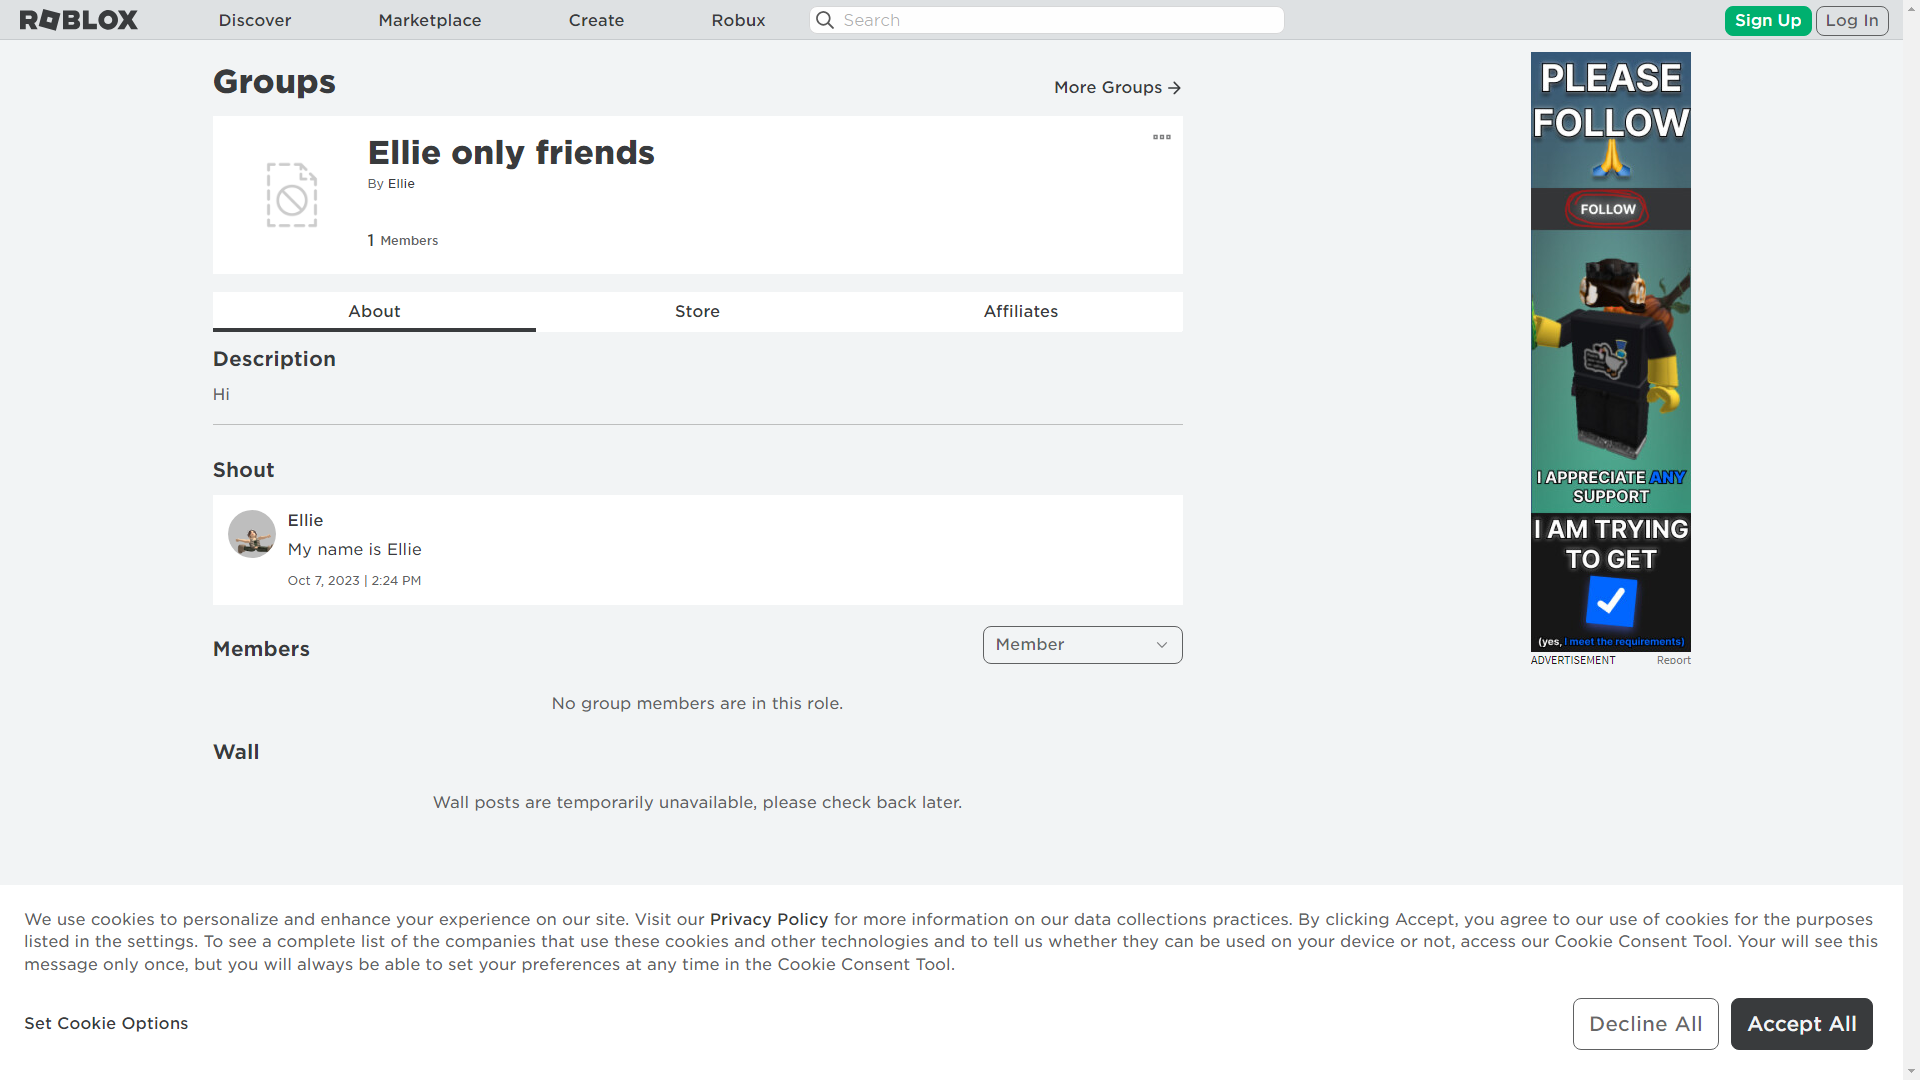 ROBLOX
Discover
Marketplace
Create
Robux
Search
Sign Up
Log In
Groups
More Groups
Ellie only friends
By Ellie
1 Members
About
Store
Affiliates
Description
Hi
Shout
Ellie
My name is Ellie
Oct 7, 2023 | 2:24 PM
Members
Member
No group members are in this role.
Wall
Wall posts are temporarily unavailable, please check back later.
PLEASE
FOLLOW
FOLLOW
I APPRECIATE ANY
SUPPORT
I AM TRYING
TO GET
(yes, I meet the requirements)
ADVERTISEMENT
Report
We use cookies to personalize and enhance your experience on our site. Visit our Privacy Policy for more information on our data collections practices. By clicking Accept, you agree to our use of cookies for the purposes
listed in the settings. To see a complete list of the companies that use these cookies and other technologies and to tell us whether they can be used on your device or not, access our Cookie Consent Tool. Your will see this
message only once, but you will always be able to set your preferences at any time in the Cookie Consent Tool.
Set Cookie Options
Decline All
Accept All